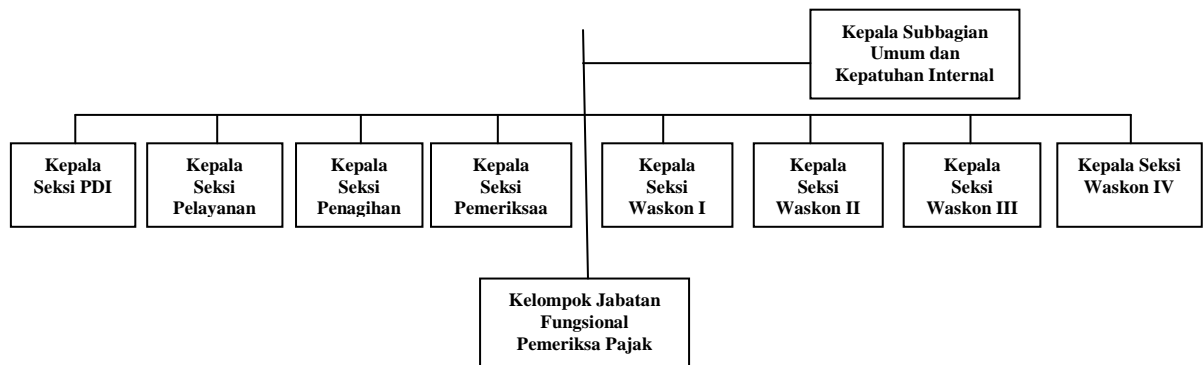 Kepala Subbagian
Umum dan
Kepatuhan Internal
Kepala
Seksi PDI
Kepala
Seksi
Pelayanan
Kepala
Seksi
Penagihan
Kepala
Seksi
Pemeriksaa
Kepala
Seksi
Waskon I
Kepala
Seksi
Waskon II
Kepala
Seksi
Waskon III
Kepala Seksi
Waskon IV
Kelompok Jabatan
Fungsional
Pemeriksa Pajak